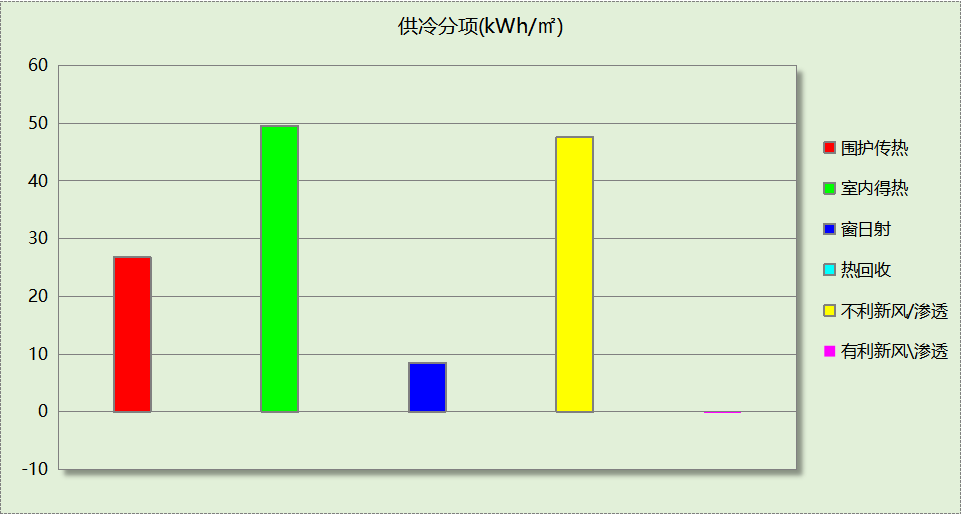 供冷分项(kWh/㎡)
60
50
40
30
20
10
0
-10
围护传热
室内得热
窗日射
热回收
不利新风/渗透
有利新风\渗透